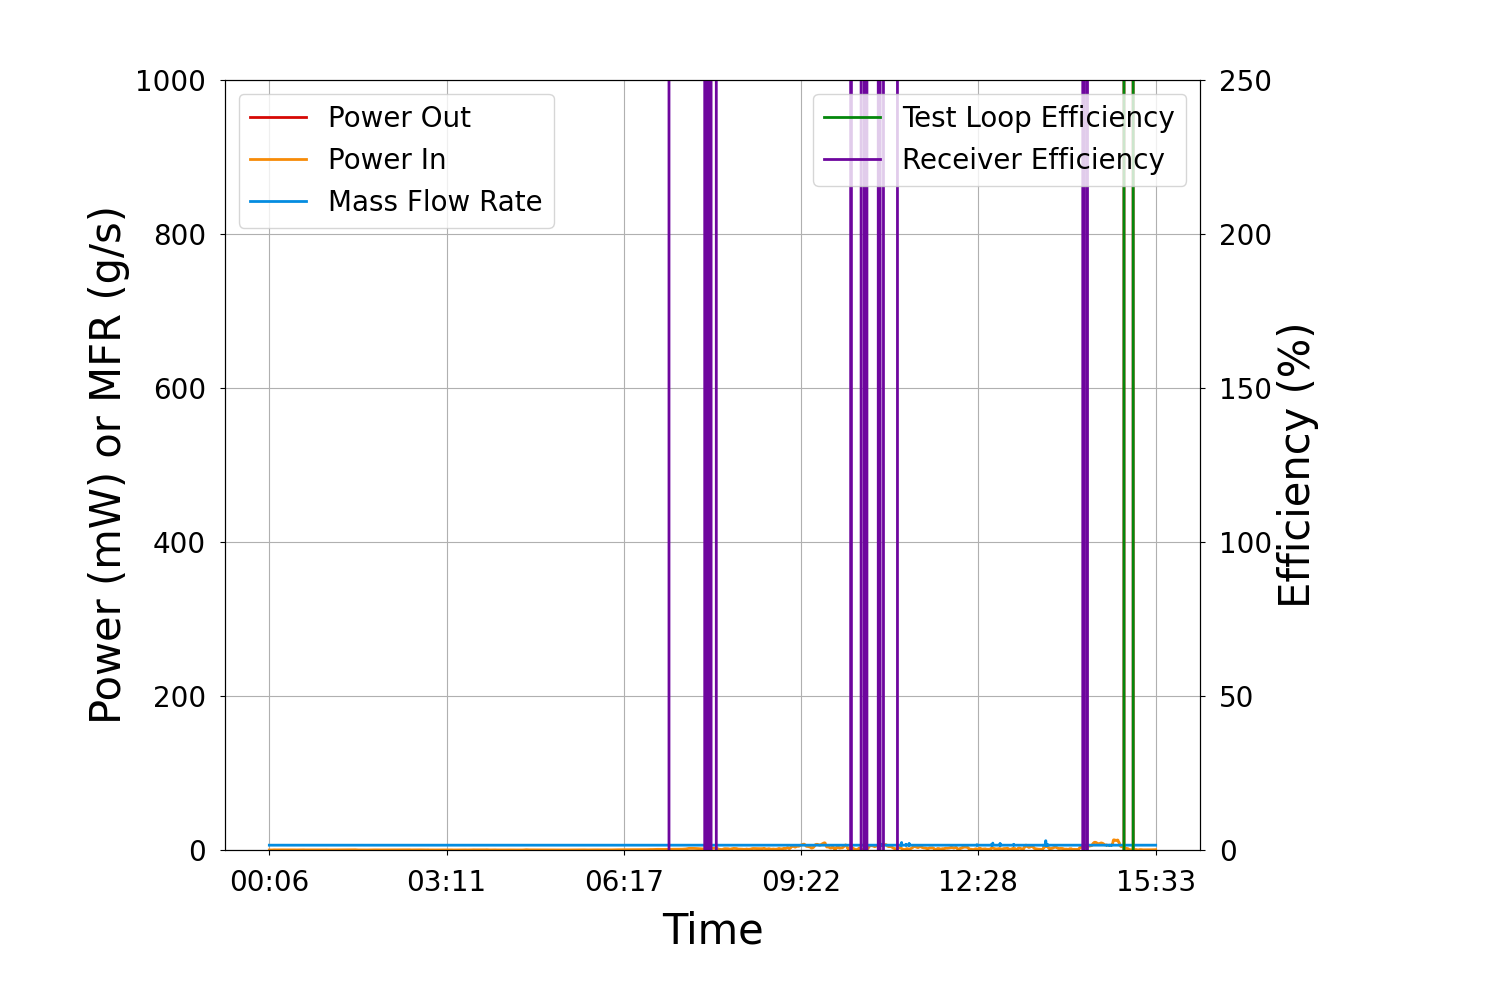 1000
800
600
400
200
0
Power (mW) or MFR (g/s)
Power Out
Power In
Mass Flow Rate
Test Loop Efficiency
Receiver Efficiency
250
200
150
100
50
0
Efficiency (%)
00:06 03:11 06:17 09:22 12:28 15:33
Time